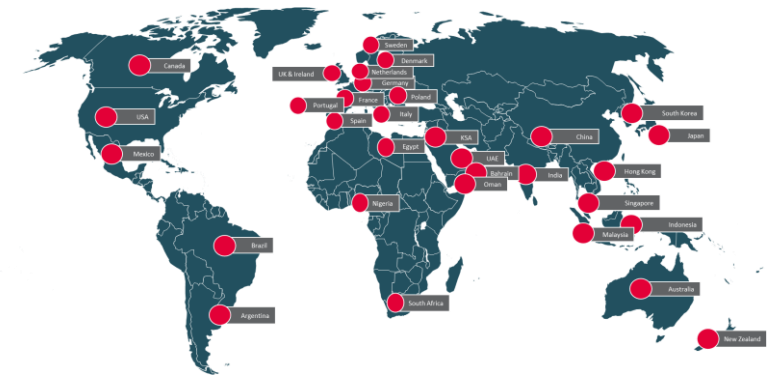 Sweden
Canada
Denmark
UK & Ireland
Netherlands
Germany
Poland
France
Portugal
USA
Italy
South Korea
Spain
Japan
KSA
China
Egypt
Mexico
UAE
Bahrain
India
Hong Kong
Oman
Nigeria
Singapore
Indonesia
Malaysia
Brazil
Australia
South Africa
Argentina
New Zealand